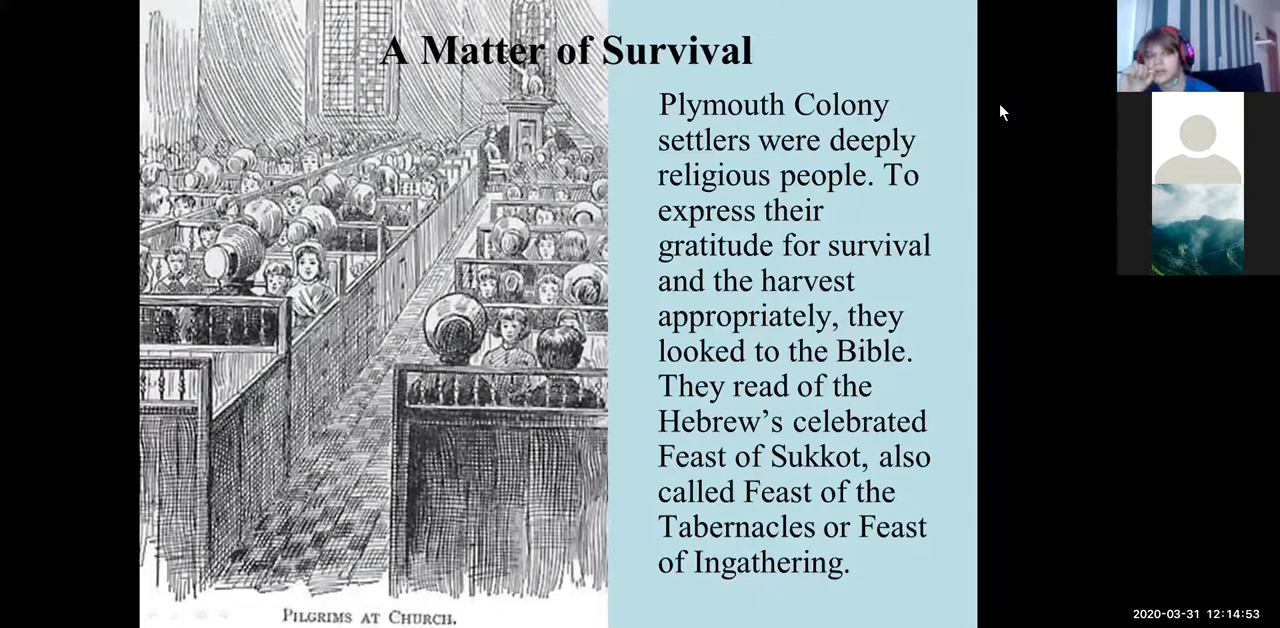 A Matter of Survival
Plymouth Colony
settlers were deeply
religious people. To
express their
gratitude for survival
and the harvest
appropriately, they
looked to the Bible.
They read of the
Hebrew’s celebrated
Feast of Sukkot, also
called Feast of the
Tabernacles or Feast
of Ingathering.
PILGRIMS AT CHURCH.
2020-03-31 12:14:53